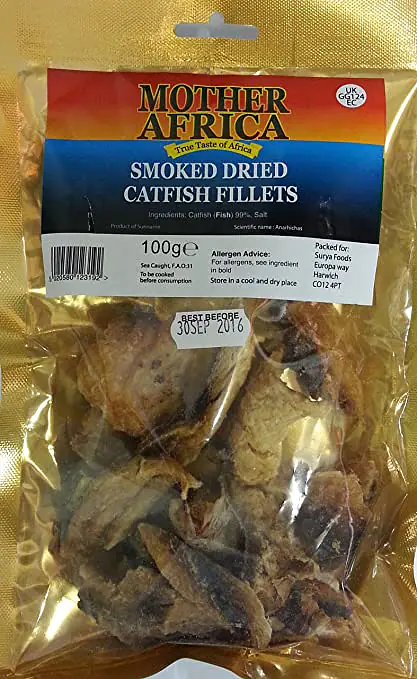 MOTHER
AFRICA
True Taste of Africa
SMOKED DRIED
CATFISH FILLETS
UK
GG124
EC
Ingredients: Catfish (Fish) 99%, Salt
Product of Suriname
Scientific name : Anarhichas
100g℮
Sea Caught, F.A.O:31
To be cooked
before consumption
Allergen Advice:
For allergens, see ingredient
in bold
Store in a cool and dry place
Packed for:
Surya Foods
Europa way
Harwich
CO12 4PT
5 020580 123192 >
BEST BEFORE
30SEP 2016